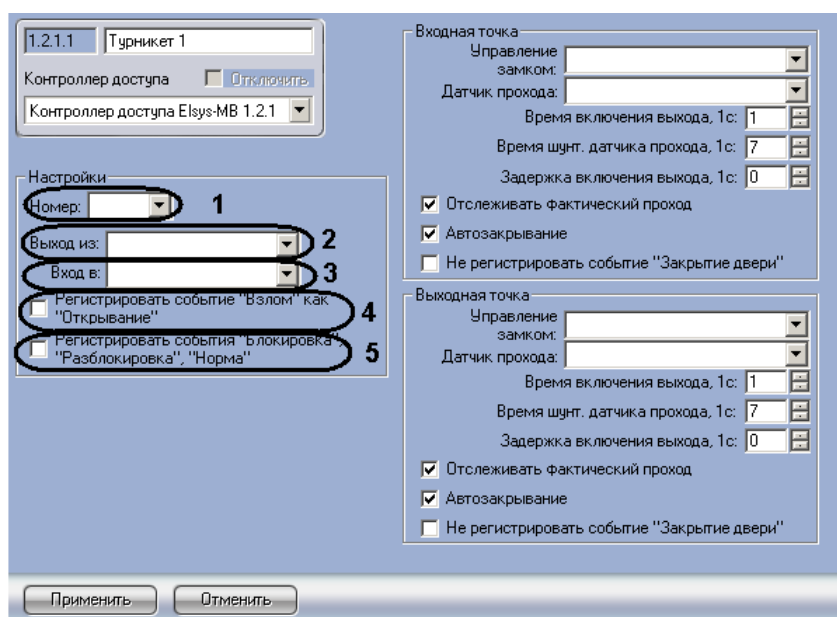 1.2.1.1 Турникет 1
Контроллер доступа Отключить
Контроллер доступа Elsys-MB 1.2.1
Настройки
Номер: 1
Выход из: 2
Вход в: 3
Регистрировать событие "Взлом" как
"Открывание"
4
Регистрировать события "Блокировка",
"Разблокировка", "Норма"
5
Входная точка
Управление
замком:
Датчик прохода:
Время включения выхода, 1с: 1
Время шунт. датчика прохода, 1с: 7
Задержка включения выхода, 1с: 0
Отслеживать фактический проход
Автозакрывание
Не регистрировать событие "Закрытие двери"
Выходная точка
Управление
замком:
Датчик прохода:
Время включения выхода, 1с: 1
Время шунт. датчика прохода, 1с: 7
Задержка включения выхода, 1с: 0
Отслеживать фактический проход
Автозакрывание
Не регистрировать событие "Закрытие двери"
Применить Отменить